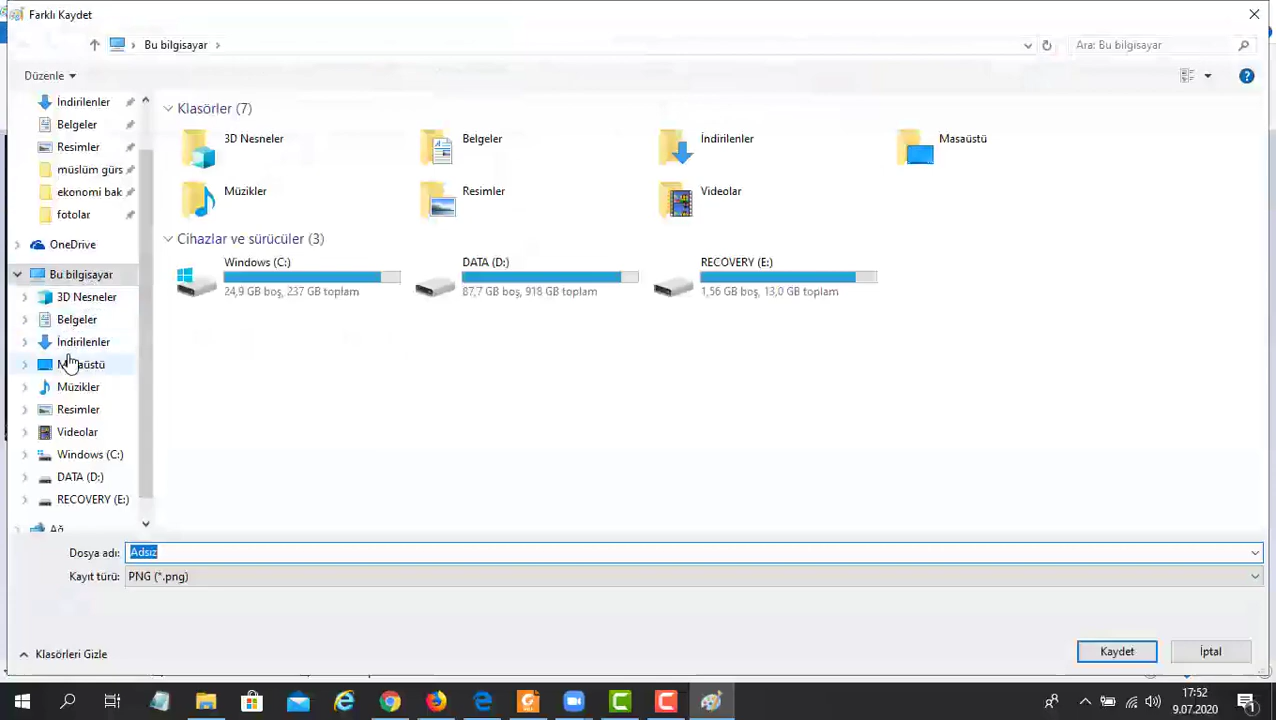 Farklı Kaydet
Bu bilgisayar
Ara: Bu bilgisayar
Düzenle
İndirilenler
Belgeler
Resimler
müslüm gürs
ekonomi bak
fotolar
OneDrive
Bu bilgisayar
3D Nesneler
Belgeler
İndirilenler
Müzikler
Resimler
Videolar
Windows (C:)
DATA (D:)
RECOVERY (E:)
Ağ
Klasörler (7)
3D Nesneler
Belgeler
İndirilenler
Masaüstü
Müzikler
Resimler
Videolar
Cihazlar ve sürücüler (3)
Windows (C:)
24,9 GB boş, 237 GB toplam
DATA (D:)
87,7 GB boş, 918 GB toplam
RECOVERY (E:)
1,56 GB boş, 13,0 GB toplam
Dosya adı: Adsız
Kayıt türü: PNG (*.png)
Klasörleri Gizle
Kaydet
İptal
17:52
9.07.2020
1